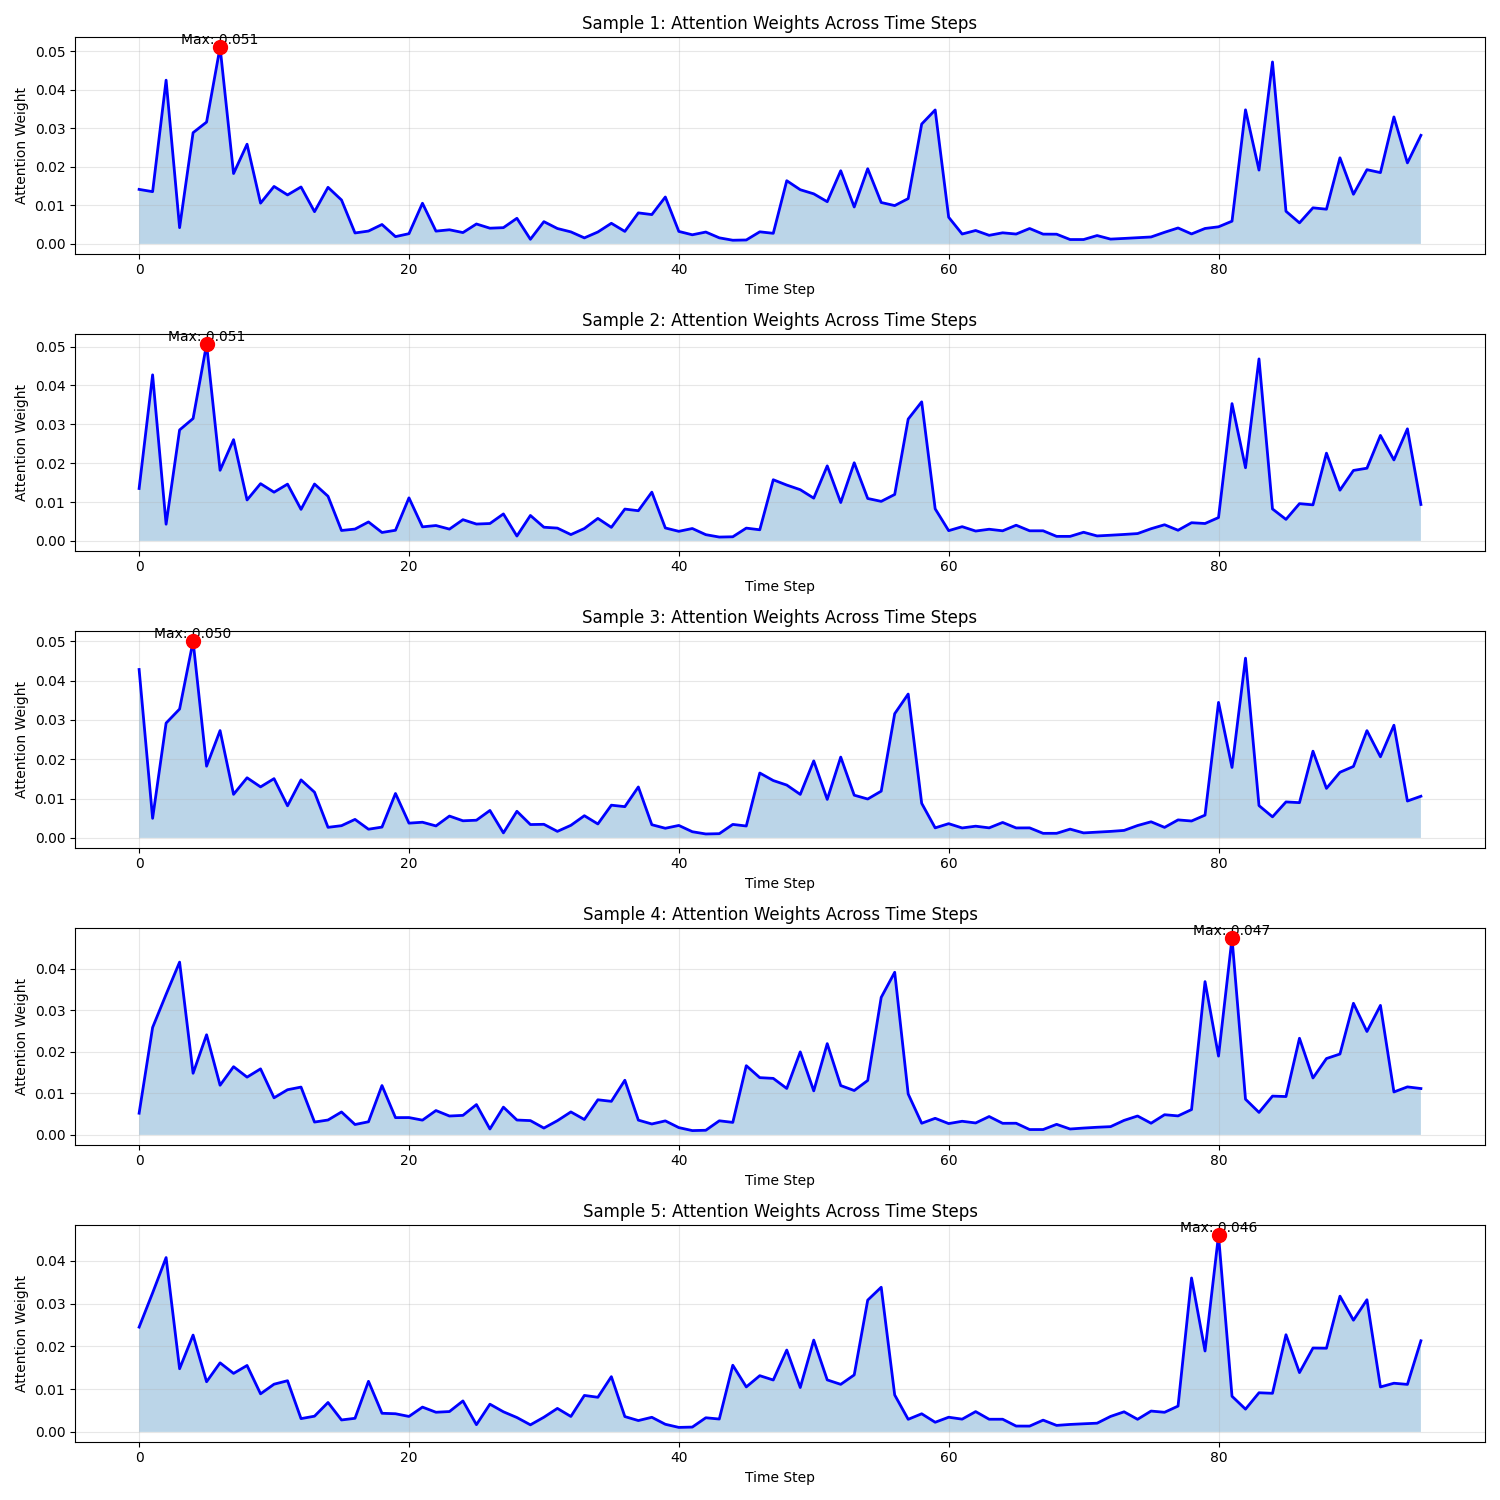 Sample 1: Attention Weights Across Time Steps
Max: 0.051
0.05
0.04
0.03
0.02
0.01
0.00
Attention Weight
0 20 40 60 80
Time Step
Sample 2: Attention Weights Across Time Steps
Max: 0.051
0.05
0.04
0.03
0.02
0.01
0.00
Attention Weight
0 20 40 60 80
Time Step
Sample 3: Attention Weights Across Time Steps
Max: 0.050
0.05
0.04
0.03
0.02
0.01
0.00
Attention Weight
0 20 40 60 80
Time Step
Sample 4: Attention Weights Across Time Steps
Max: 0.047
0.04
0.03
0.02
0.01
0.00
Attention Weight
0 20 40 60 80
Time Step
Sample 5: Attention Weights Across Time Steps
Max: 0.046
0.04
0.03
0.02
0.01
0.00
Attention Weight
0 20 40 60 80
Time Step